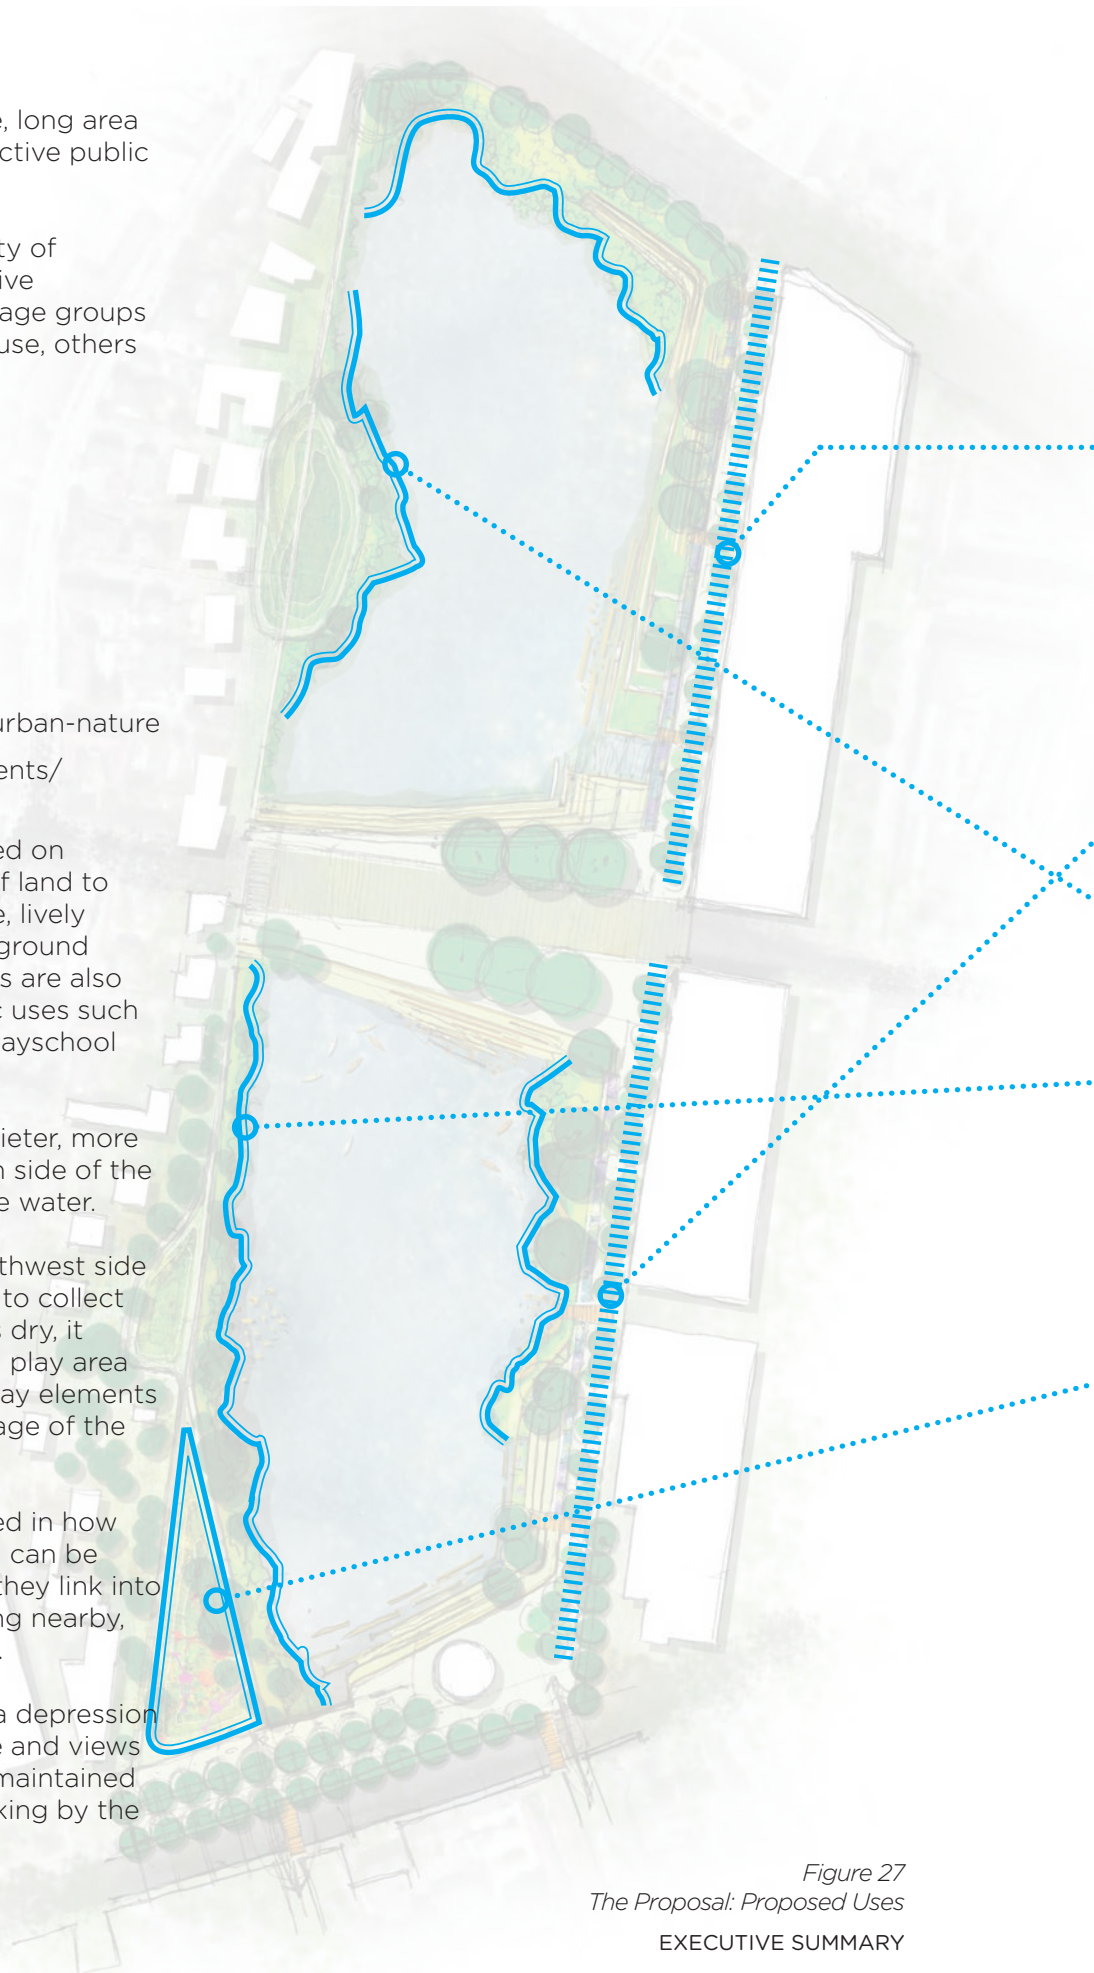 , long area
ctive public
ty of
ive
age groups
use, others
urban-nature
ents/
ed on
f land to
e, lively
ground
s are also
c uses such
ayschool
ieter, more
n side of the
e water.
thwest side
to collect
s dry, it
play area
ay elements
age of the
ed in how
can be
they link into
ng nearby,
.
a depression
e and views
maintained
king by the
Figure 27
The Proposal: Proposed Uses
EXECUTIVE SUMMARY